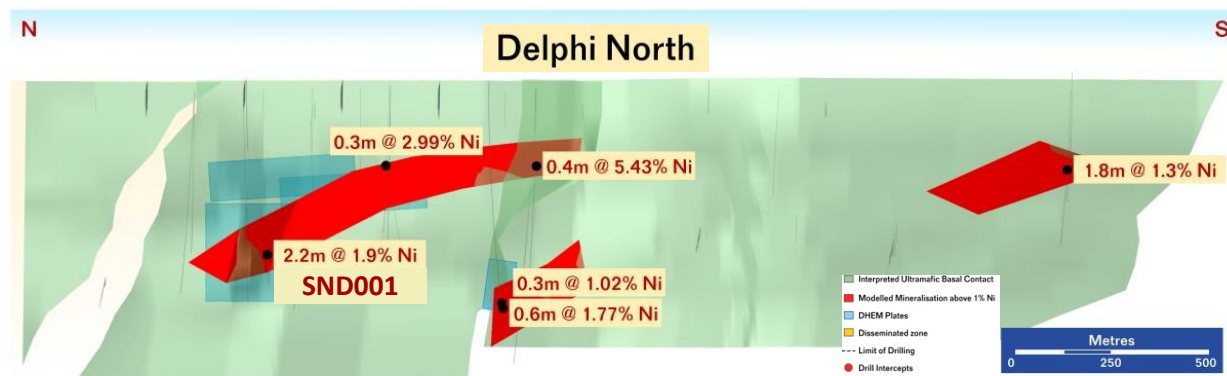 N
S
Delphi North
0.3m @ 2.99% Ni
0.4m @ 5.43% Ni
1.8m @ 1.3% Ni
2.2m @ 1.9% Ni
SND001
0.3m @ 1.02% Ni
0.6m @ 1.77% Ni
Interpreted Ultramafic Basal Contact
Modelled Mineralisation above 1% Ni
DHEM Plates
Disseminated zone
Limit of Drilling
Drill Intercepts
Metres
0 250 500